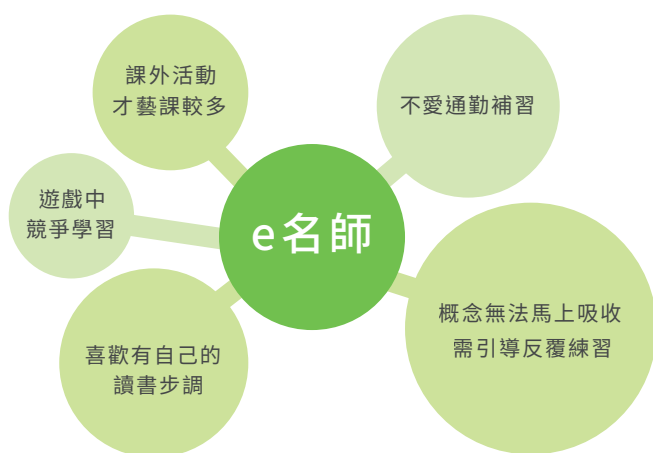 課外活動
才藝課較多
不愛通勤補習
遊戲中
競爭學習
e名師
概念無法馬上吸收
需引導反覆練習
喜歡有自己的
讀書步調